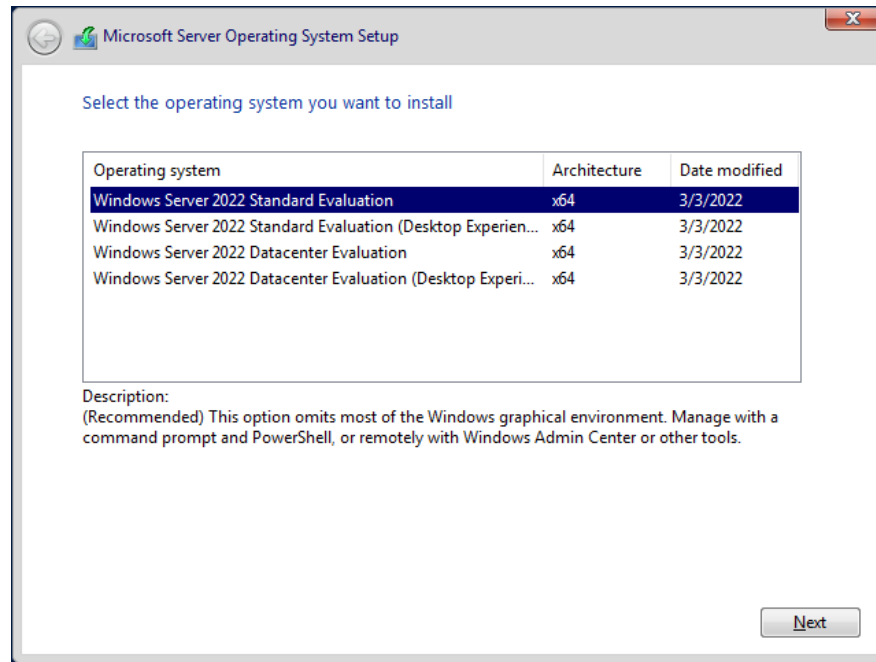 Microsoft Server Operating System Setup
Select the operating system you want to install
Operating system Architecture Date modified
Windows Server 2022 Standard Evaluation x64 3/3/2022
Windows Server 2022 Standard Evaluation (Desktop Experien... x64 3/3/2022
Windows Server 2022 Datacenter Evaluation x64 3/3/2022
Windows Server 2022 Datacenter Evaluation (Desktop Experi... x64 3/3/2022
Description:
(Recommended) This option omits most of the Windows graphical environment. Manage with a
command prompt and PowerShell, or remotely with Windows Admin Center or other tools.
Next